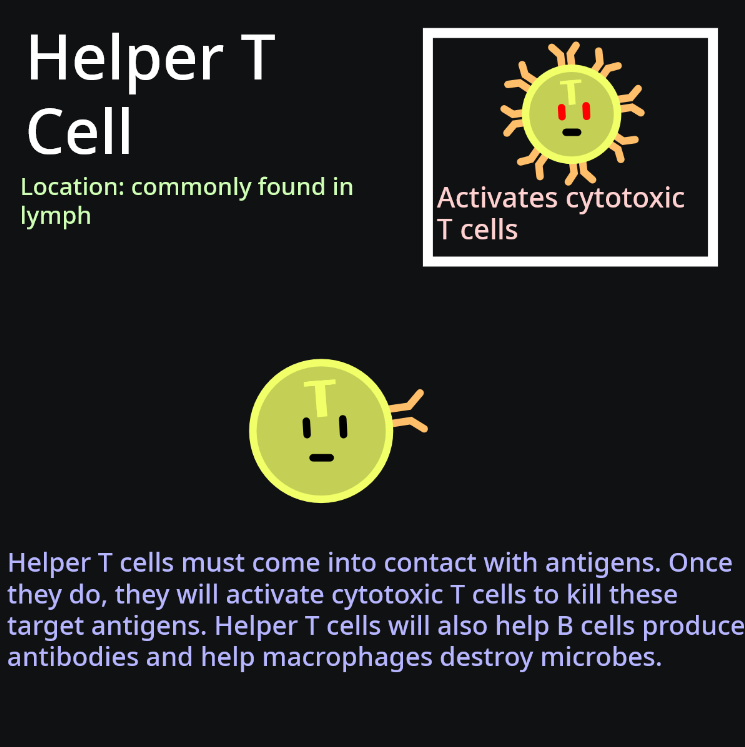 Helper T
Cell
Location: commonly found in
lymph
T
Activates cytotoxic
T cells
T
Helper T cells must come into contact with antigens. Once
they do, they will activate cytotoxic T cells to kill these
target antigens. Helper T cells will also help B cells produce
antibodies and help macrophages destroy microbes.